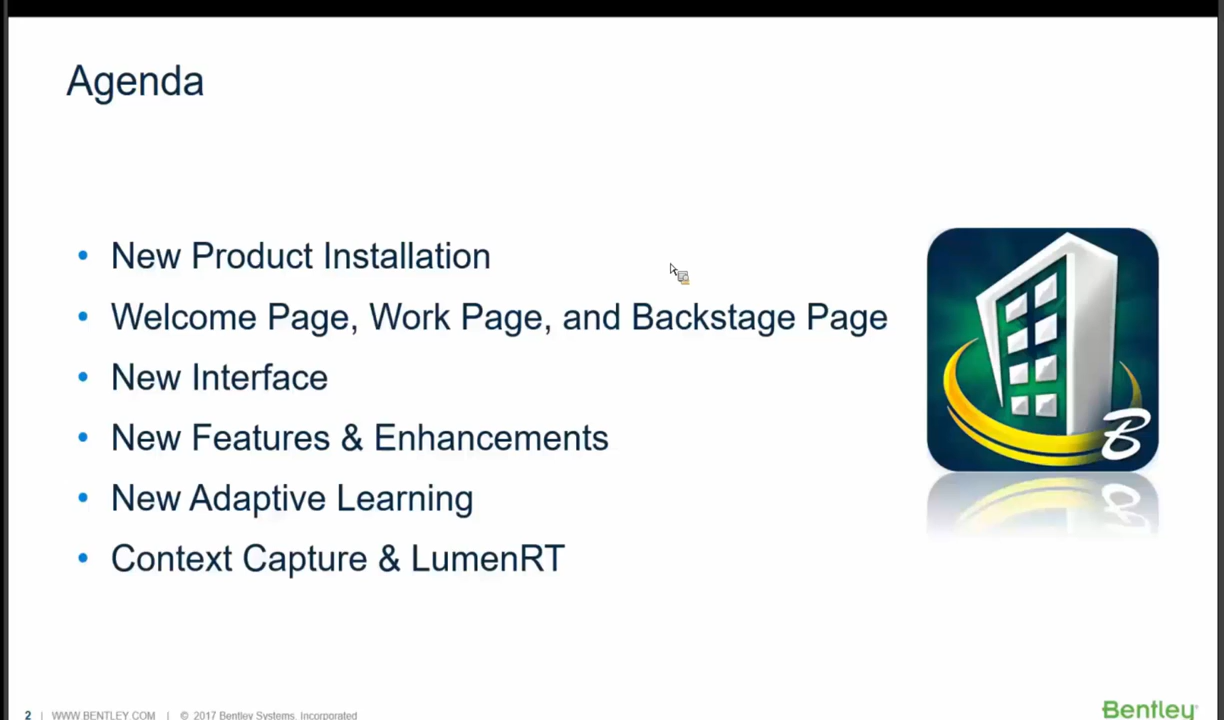 Agenda
• New Product Installation
• Welcome Page, Work Page, and Backstage Page
• New Interface
• New Features & Enhancements
• New Adaptive Learning
• Context Capture & LumenRT
B
2 | WWW.BENTLEY.COM | © 2017 Bentley Systems, Incorporated
Bentley®